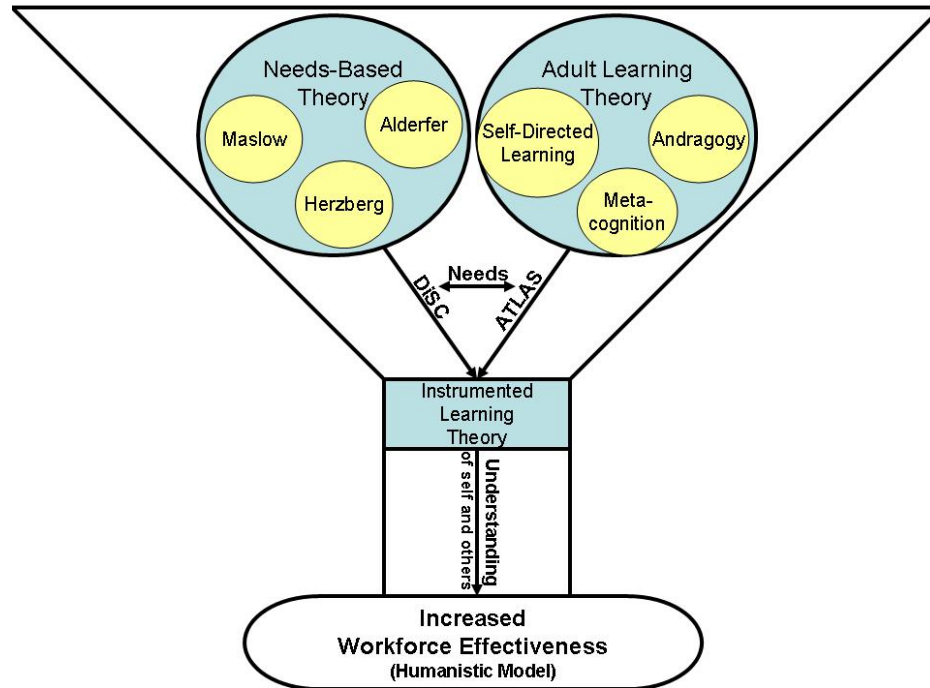 Needs-Based
Theory
Maslow
Alderfer
Herzberg
Adult Learning
Theory
Self-Directed
Learning
Andragogy
Meta-
cognition
Needs
DiSC
ATLAS
Instrumented
Learning
Theory
Understanding
of self and others
Increased
Workforce Effectiveness
(Humanistic Model)